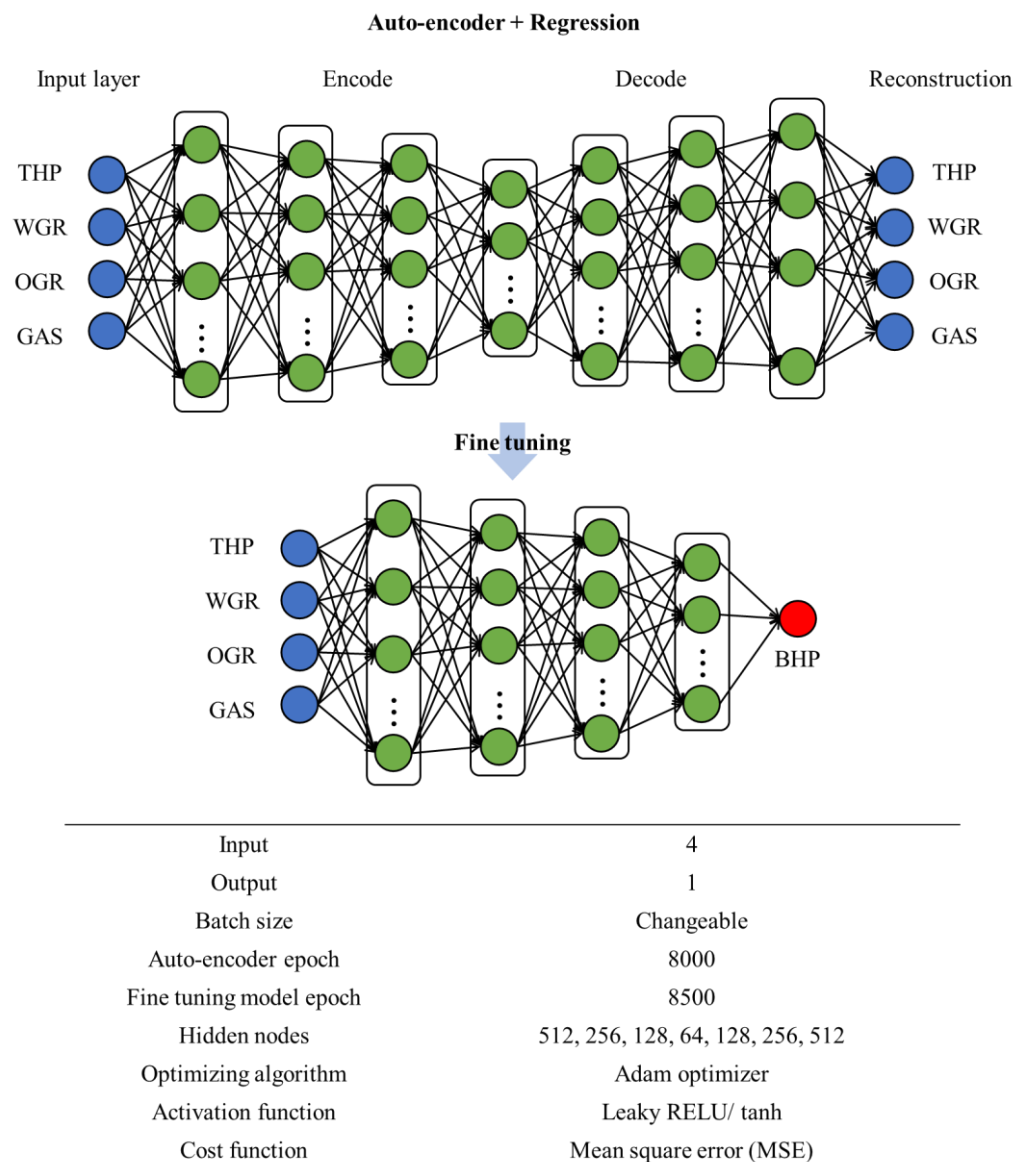 Auto-encoder + Regression
Input layer Encode Decode Reconstruction
THP THP
WGR WGR
OGR OGR
GAS GAS
Fine tuning
THP
WGR
OGR
GAS
BHP
Input 4
Output 1
Batch size Changeable
Auto-encoder epoch 8000
Fine tuning model epoch 8500
Hidden nodes 512, 256, 128, 64, 128, 256, 512
Optimizing algorithm Adam optimizer
Activation function Leaky RELU/ tanh
Cost function Mean square error (MSE)